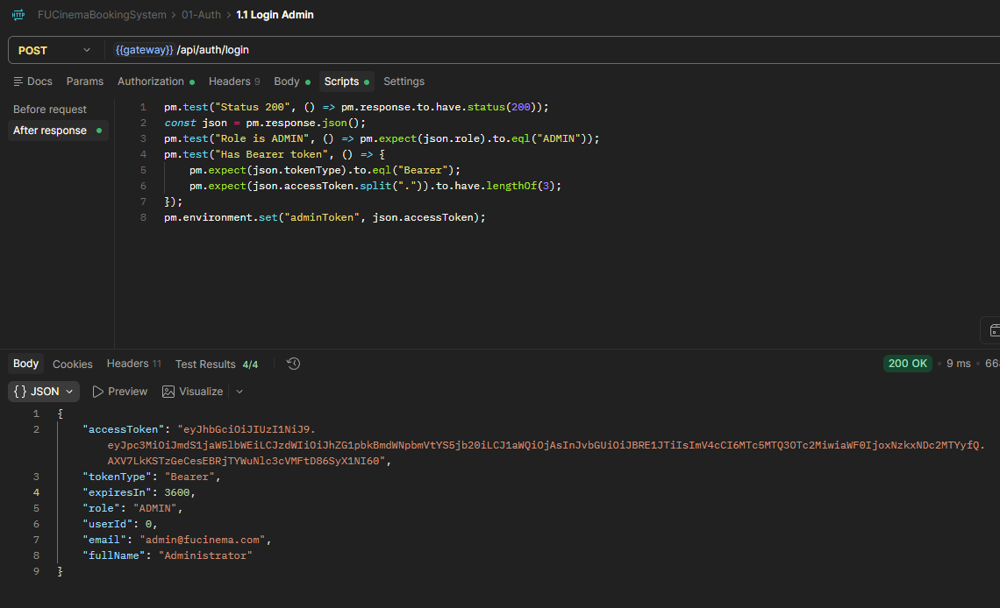 HTTP FUCinemaBookingSystem > 01-Auth > 1.1 Login Admin
POST {{gateway}} /api/auth/login
Docs Params Authorization Headers 9 Body Scripts Settings
Before request
After response
1 pm.test("Status 200", () => pm.response.to.have.status(200));
2 const json = pm.response.json();
3 pm.test("Role is ADMIN", () => pm.expect(json.role).to.eql("ADMIN"));
4 pm.test("Has Bearer token", () => {
5 pm.expect(json.tokenType).to.eql("Bearer");
6 pm.expect(json.accessToken.split(".")).to.have.lengthOf(3);
7 });
8 pm.environment.set("adminToken", json.accessToken);
Body Cookies Headers 11 Test Results 4/4 200 OK • 9 ms • 66
{} JSON Preview Visualize
1 {
2 "accessToken": "eyJhbGciOiJIUzI1NiJ9.
eyJpc3MiOiJmdS1jaW5lbWEiLCJzdWIiOiJhZG1pbkBmdWNpbmVtYS5jb20iLCJ1aWQiOjAsInJvbGUiOiJBRE1JTiIsImV4cCI6MTc5MTQ3OTc2MiwiaWF0IjoxNzkxNDc2MTYyfQ.
AXV7LkKSTzGeCesEBRjTYWuNlc3cVMFtD86SyX1NI60",
3 "tokenType": "Bearer",
4 "expiresIn": 3600,
5 "role": "ADMIN",
6 "userId": 0,
7 "email": "admin@fucinema.com",
8 "fullName": "Administrator"
9 }